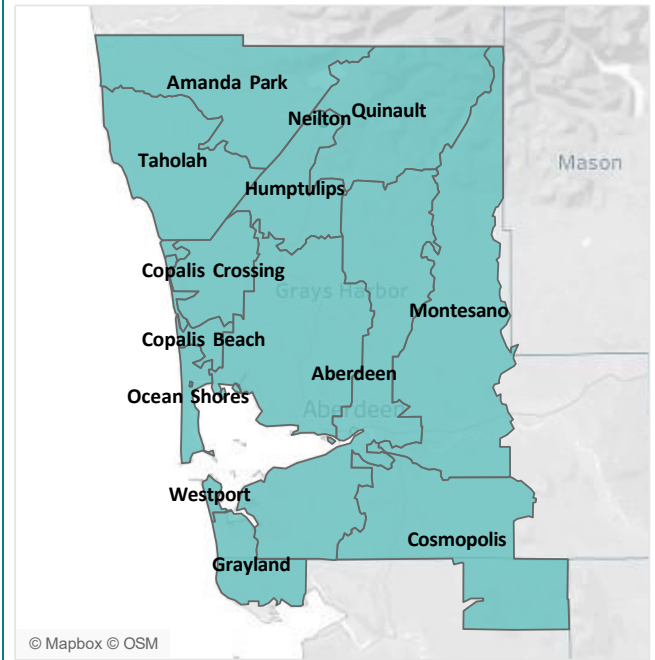 Amanda Park
Neilton
Quinault
Taholah
Mason
Humptulips
Copalis Crossing
Grays Harbor
Montesano
Copalis Beach
Aberdeen
Ocean Shores
Aberdeen
Westport
Cosmopolis
Grayland
© Mapbox © OSM